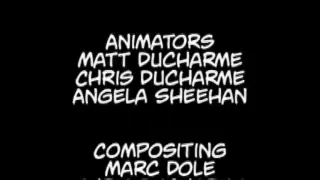 ANIMATORS
MATT DUCHARME
CHRIS DUCHARME
ANGELA SHEEHAN
COMPOSITING
MARC DOLE